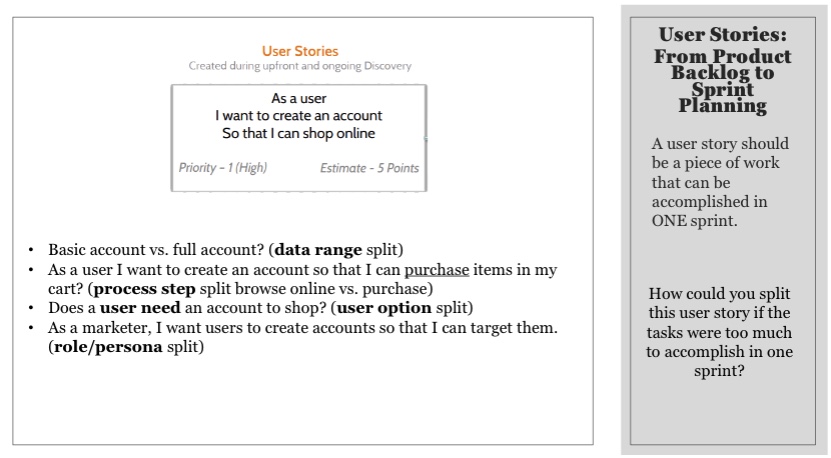 User Stories
Created during upfront and ongoing Discovery
As a user
I want to create an account
So that I can shop online
Priority – 1 (High) Estimate - 5 Points
• Basic account vs. full account? (data range split)
• As a user I want to create an account so that I can purchase items in my
cart? (process step split browse online vs. purchase)
• Does a user need an account to shop? (user option split)
• As a marketer, I want users to create accounts so that I can target them.
(role/persona split)
User Stories:
From Product
Backlog to
Sprint
Planning
A user story should
be a piece of work
that can be
accomplished in
ONE sprint.
How could you split
this user story if the
tasks were too much
to accomplish in one
sprint?